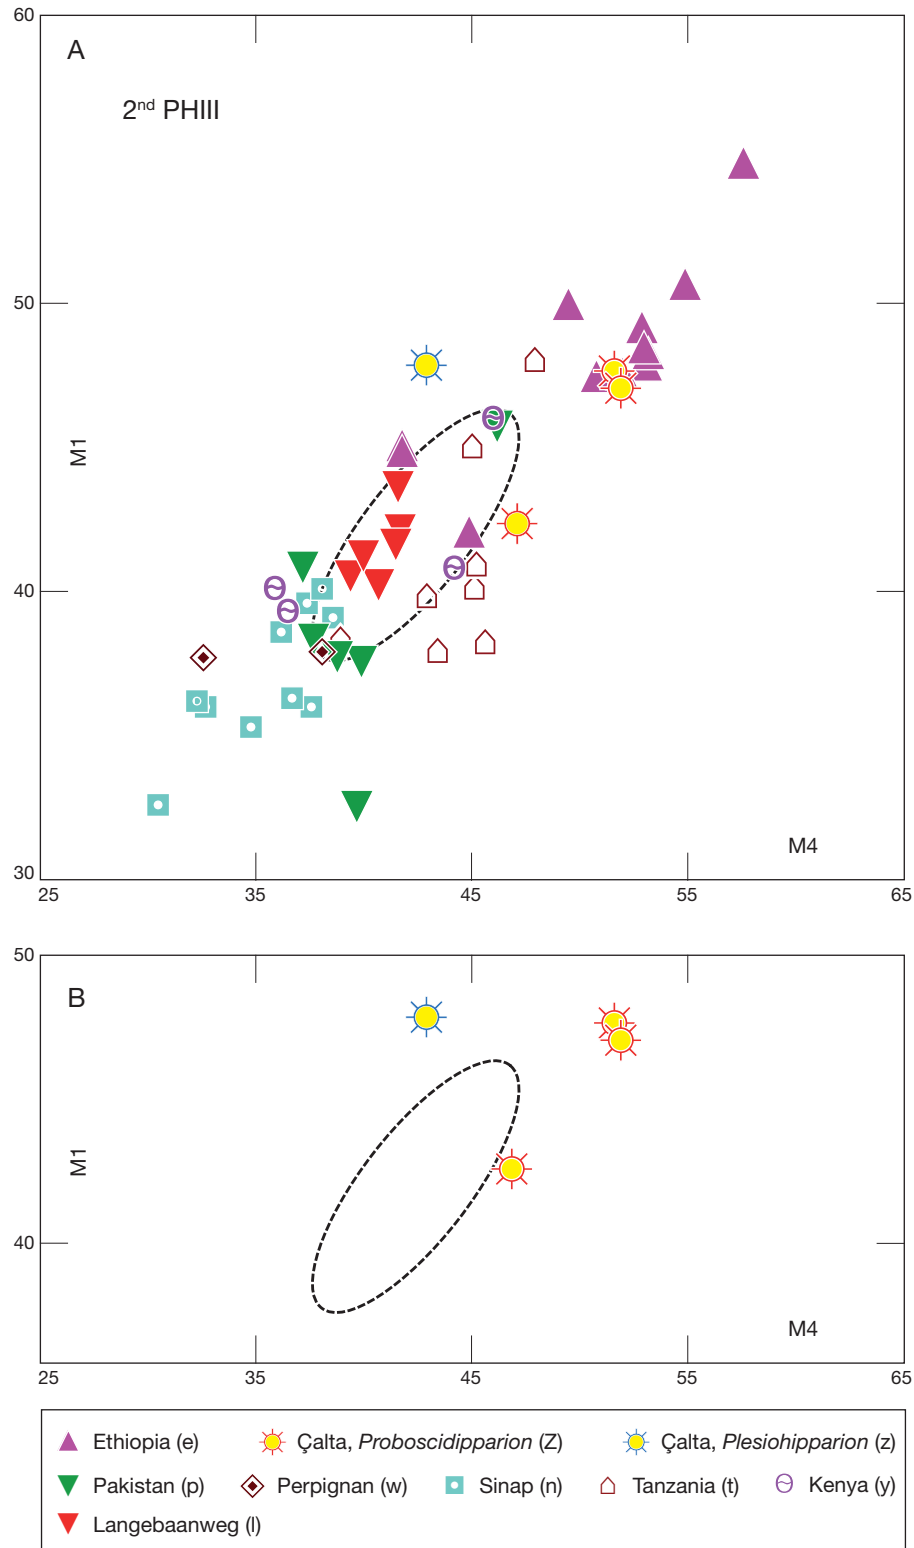 60
A
2nd PHIII
50
M1
40
M4
30
25 35 45 55 65
50
B
M1
40
M4
25 35 45 55 65
Ethiopia (e) Çalta, Proboscidipparion (Z) Çalta, Plesiohipparion (z)
Pakistan (p) Perpignan (w) Sinap (n) Tanzania (t) Kenya (y)
Langebaanweg (l)